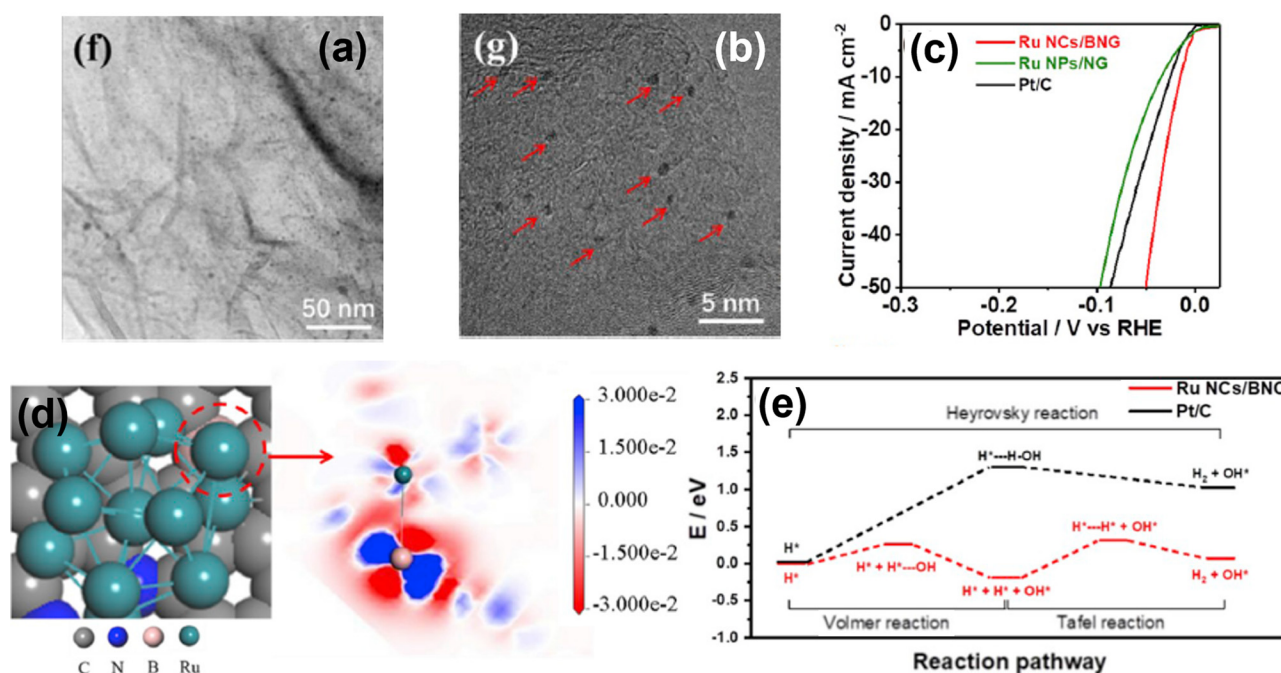 (f)
(a)
50 nm
(g)
(b)
5 nm
(c)
Ru NCs/BNG
Ru NPs/NG
Pt/C
0
-10
-20
-30
-40
-50
-0.3
-0.2
-0.1
0.0
Current density / mA cm⁻²
Potential / V vs RHE
(d)
C
N
B
Ru
3.000e-2
1.500e-2
0.000
-1.500e-2
-3.000e-2
(e)
Ru NCs/BNC
Pt/C
2.5
2.0
1.5
1.0
0.5
0.0
-0.5
-1.0
E / eV
Heyrovsky reaction
H*---H-OH
H₂ + OH*
H*
H*
H* + H*---OH
H* + H* + OH*
H*---H* + OH*
H₂ + OH*
Volmer reaction
Tafel reaction
Reaction pathway